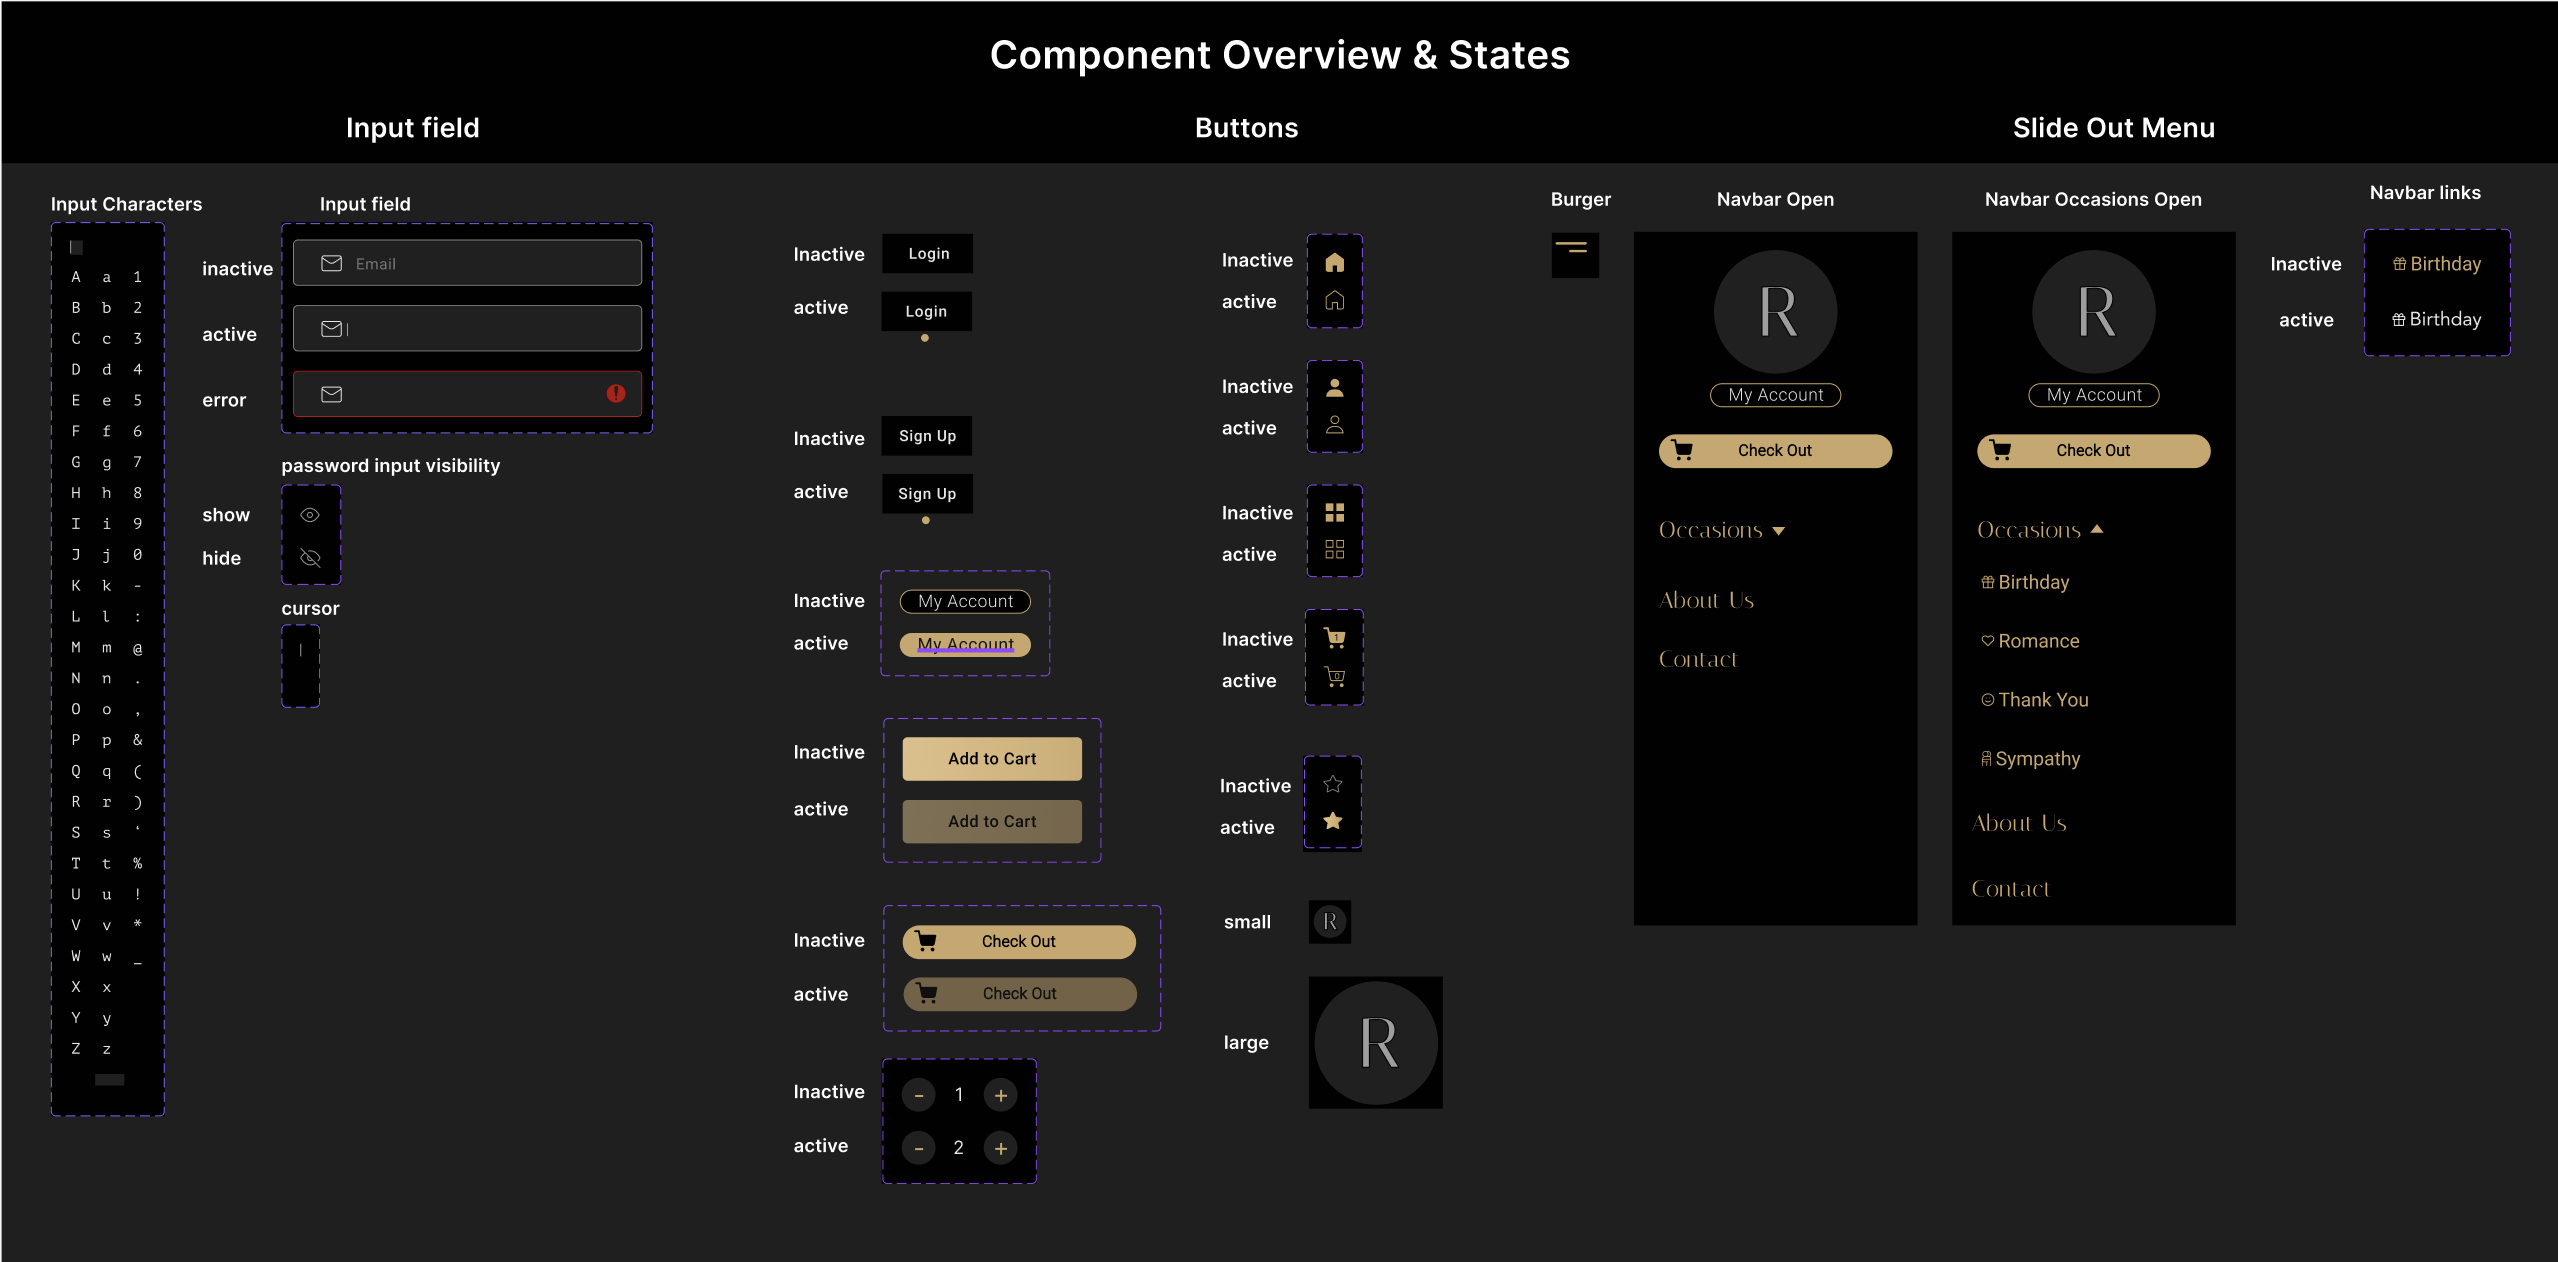 Component Overview & States
Input field
Buttons
Slide Out Menu
Input Characters
A a 1
B b 2
C c 3
D d 4
E e 5
F f 6
G g 7
H h 8
I i 9
J j 0
K k -
L l :
M m @
N n .
O o ,
P p &
Q q (
R r )
S s ‘
T t %
U u !
V v *
W w _
X x
Y y
Z z
Input field
inactive
Email
active
error
password input visibility
show
hide
cursor
Inactive
Login
active
Login
Inactive
Sign Up
active
Sign Up
Inactive
My Account
active
My Account
Inactive
Add to Cart
active
Add to Cart
Inactive
Check Out
active
Check Out
Inactive
- 1 +
active
- 2 +
Inactive
active
Inactive
active
Inactive
active
Inactive
1
active
0
Inactive
active
small
R
large
R
Burger
Navbar Open
R
My Account
Check Out
Occasions
About Us
Contact
Navbar Occasions Open
R
My Account
Check Out
Occasions
Birthday
Romance
Thank You
Sympathy
About Us
Contact
Navbar links
Inactive
Birthday
active
Birthday